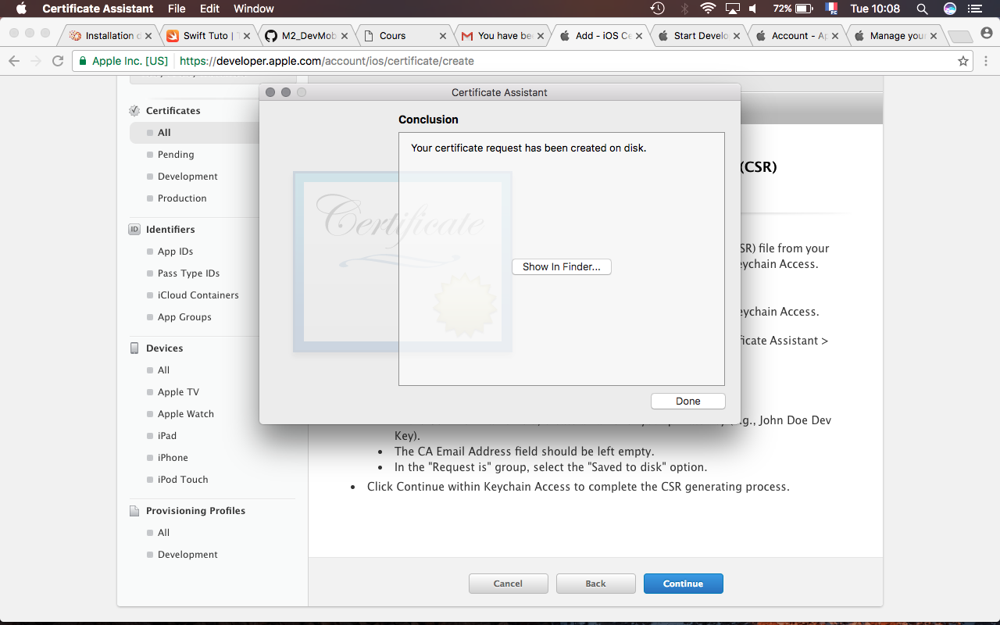 Certificate Assistant File Edit Window 72% Tue 10:08
Installation d Swift Tuto | T M2_DevMob Cours You have be Add - iOS Ce Start Develo Account - Ap Manage your
Apple Inc. [US] https://developer.apple.com/account/ios/certificate/create
Certificates
All
Pending
Development
Production
ID Identifiers
App IDs
Pass Type IDs
iCloud Containers
App Groups
Devices
All
Apple TV
Apple Watch
iPad
iPhone
iPod Touch
Provisioning Profiles
All
Development
Certificate Assistant
Conclusion
Your certificate request has been created on disk.
Certificate
Show In Finder...
Done
(CSR)
SR) file from your
eychain Access.
eychain Access.
ficate Assistant >
.g., John Doe Dev
Key).
• The CA Email Address field should be left empty.
• In the "Request is" group, select the "Saved to disk" option.
• Click Continue within Keychain Access to complete the CSR generating process.
Cancel Back Continue